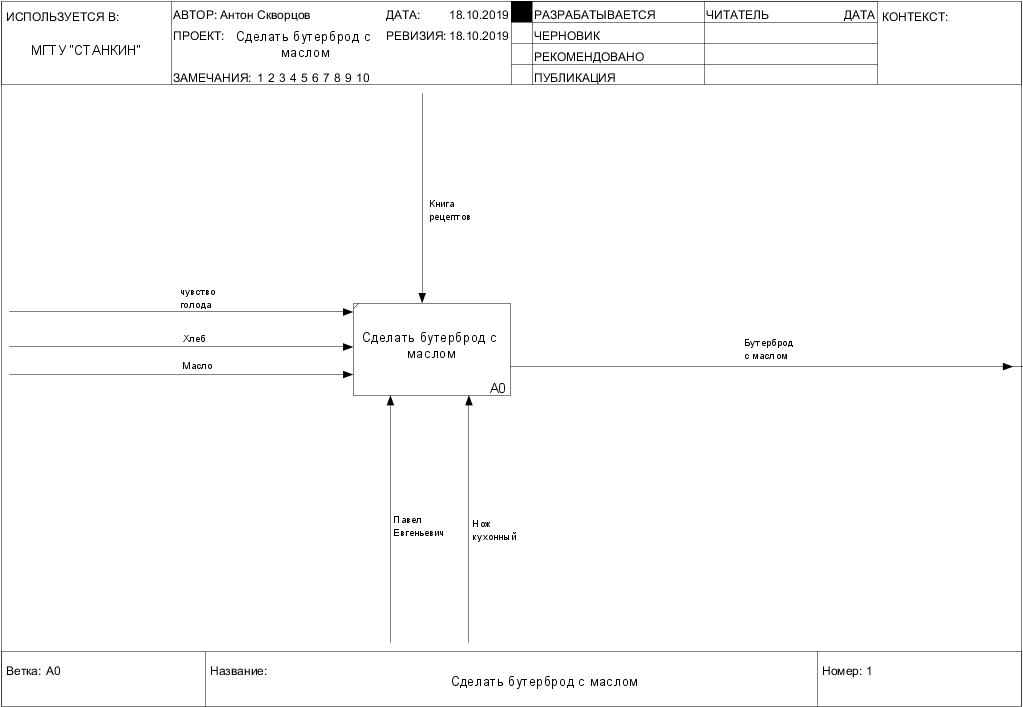 ИСПОЛЬЗУЕТСЯ В:
МГТУ "СТАНКИН"
АВТОР: Антон Скворцов
ДАТА: 18.10.2019
ПРОЕКТ: Сделать бутерброд с
маслом
РЕВИЗИЯ: 18.10.2019
ЗАМЕЧАНИЯ: 1 2 3 4 5 6 7 8 9 10
РАЗРАБАТЫВАЕТСЯ
ЧЕРНОВИК
РЕКОМЕНДОВАНО
ПУБЛИКАЦИЯ
ЧИТАТЕЛЬ ДАТА
КОНТЕКСТ:
Книга
рецептов
чувство
голода
Хлеб
Масло
Сделать бутерброд с
маслом
A0
Бутерброд
с маслом
Павел
Евгеньевич
Нож
кухонный
Ветка: A0
Название:
Сделать бутерброд с маслом
Номер: 1